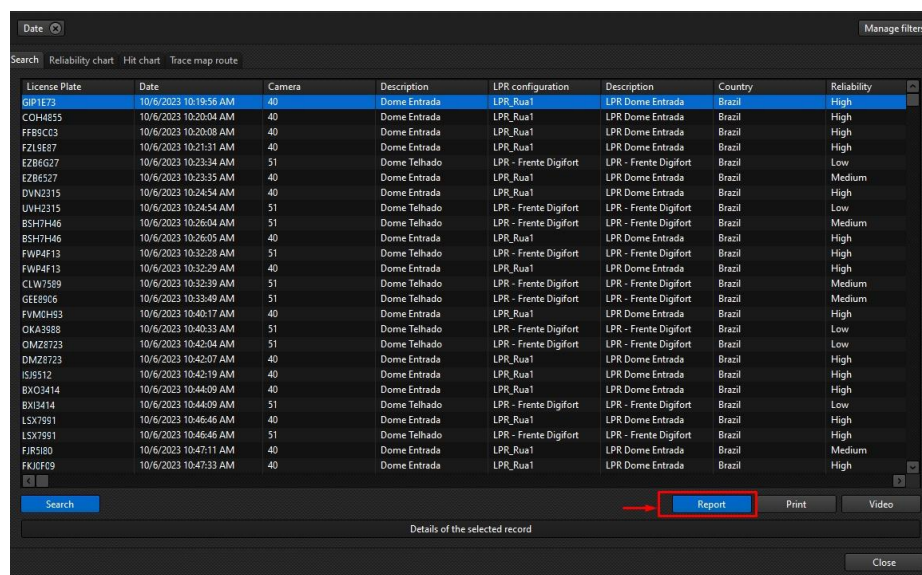 Date
Manage filters
Search Reliability chart Hit chart Trace map route
License Plate Date Camera Description LPR configuration Description Country Reliability
GIP1E73 10/6/2023 10:19:56 AM 40 Dome Entrada LPR_Rua1 LPR Dome Entrada Brazil High
COH4855 10/6/2023 10:20:04 AM 40 Dome Entrada LPR_Rua1 LPR Dome Entrada Brazil High
FFB9C03 10/6/2023 10:20:08 AM 40 Dome Entrada LPR_Rua1 LPR Dome Entrada Brazil High
FZL9E87 10/6/2023 10:21:31 AM 40 Dome Entrada LPR_Rua1 LPR Dome Entrada Brazil High
EZB6G27 10/6/2023 10:23:34 AM 51 Dome Telhado LPR - Frente Digifort LPR - Frente Digifort Brazil Low
EZB6527 10/6/2023 10:23:35 AM 40 Dome Entrada LPR_Rua1 LPR Dome Entrada Brazil Medium
DVN2315 10/6/2023 10:24:54 AM 40 Dome Entrada LPR_Rua1 LPR Dome Entrada Brazil High
UVH2315 10/6/2023 10:24:54 AM 51 Dome Telhado LPR - Frente Digifort LPR - Frente Digifort Brazil Low
BSH7H46 10/6/2023 10:26:04 AM 51 Dome Telhado LPR - Frente Digifort LPR - Frente Digifort Brazil Medium
BSH7H46 10/6/2023 10:26:05 AM 40 Dome Entrada LPR_Rua1 LPR Dome Entrada Brazil High
FWP4F13 10/6/2023 10:32:28 AM 51 Dome Telhado LPR - Frente Digifort LPR - Frente Digifort Brazil High
FWP4F13 10/6/2023 10:32:29 AM 40 Dome Entrada LPR_Rua1 LPR Dome Entrada Brazil High
CLW7589 10/6/2023 10:32:39 AM 51 Dome Telhado LPR - Frente Digifort LPR - Frente Digifort Brazil Medium
GEE8906 10/6/2023 10:33:49 AM 51 Dome Telhado LPR - Frente Digifort LPR - Frente Digifort Brazil Medium
FVM0H93 10/6/2023 10:40:17 AM 40 Dome Entrada LPR_Rua1 LPR Dome Entrada Brazil High
OKA3988 10/6/2023 10:40:33 AM 51 Dome Telhado LPR - Frente Digifort LPR - Frente Digifort Brazil Low
OMZ8723 10/6/2023 10:42:04 AM 51 Dome Telhado LPR - Frente Digifort LPR - Frente Digifort Brazil Low
DMZ8723 10/6/2023 10:42:07 AM 40 Dome Entrada LPR_Rua1 LPR Dome Entrada Brazil High
ISJ9512 10/6/2023 10:42:19 AM 40 Dome Entrada LPR_Rua1 LPR Dome Entrada Brazil High
BXO3414 10/6/2023 10:44:09 AM 40 Dome Entrada LPR_Rua1 LPR Dome Entrada Brazil High
BXI3414 10/6/2023 10:44:09 AM 51 Dome Telhado LPR - Frente Digifort LPR - Frente Digifort Brazil Low
LSX7991 10/6/2023 10:46:46 AM 40 Dome Entrada LPR_Rua1 LPR Dome Entrada Brazil High
LSX7991 10/6/2023 10:46:46 AM 51 Dome Telhado LPR - Frente Digifort LPR - Frente Digifort Brazil High
FJR5I80 10/6/2023 10:47:11 AM 40 Dome Entrada LPR_Rua1 LPR Dome Entrada Brazil Medium
FKJ0F09 10/6/2023 10:47:33 AM 40 Dome Entrada LPR_Rua1 LPR Dome Entrada Brazil High
Search Report Print Video
Details of the selected record
Close